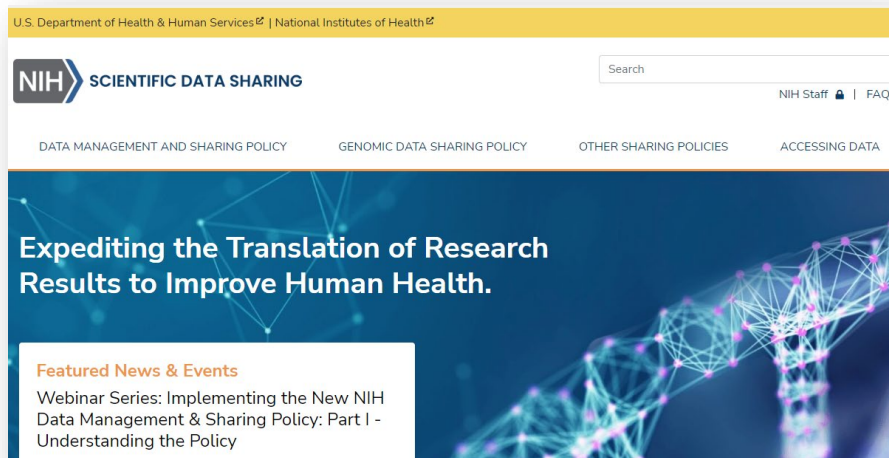 U.S. Department of Health & Human Services | National Institutes of Health
NIH SCIENTIFIC DATA SHARING
Search
NIH Staff | FAQ
DATA MANAGEMENT AND SHARING POLICY GENOMIC DATA SHARING POLICY OTHER SHARING POLICIES ACCESSING DATA
Expediting the Translation of Research
Results to Improve Human Health.
Featured News & Events
Webinar Series: Implementing the New NIH
Data Management & Sharing Policy: Part I -
Understanding the Policy